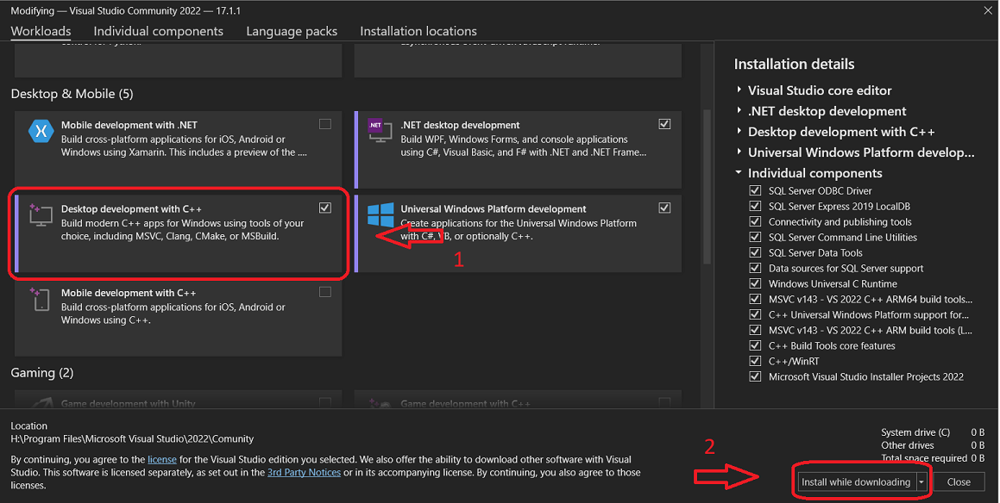 Modifying — Visual Studio Community 2022 — 17.1.1
Workloads Individual components Language packs Installation locations
control for Python.
asynchronous event-driven JavaScript runtime.
Desktop & Mobile (5)
Mobile development with .NET
Build cross-platform applications for iOS, Android or
Windows using Xamarin. This includes a preview of the ....
.NET
.NET desktop development
Build WPF, Windows Forms, and console applications
using C#, Visual Basic, and F# with .NET and .NET Frame...
Desktop development with C++
Build modern C++ apps for Windows using tools of your
choice, including MSVC, Clang, CMake, or MSBuild.
Universal Windows Platform development
Create applications for the Universal Windows Platform
with C#, VB, or optionally C++.
1
Mobile development with C++
Build cross-platform applications for iOS, Android or
Windows using C++.
Gaming (2)
Game development with Unity
Game development with C++
Installation details
Visual Studio core editor
.NET desktop development
Desktop development with C++
Universal Windows Platform develop...
Individual components
SQL Server ODBC Driver
SQL Server Express 2019 LocalDB
Connectivity and publishing tools
SQL Server Command Line Utilities
SQL Server Data Tools
Data sources for SQL Server support
Windows Universal C Runtime
MSVC v143 - VS 2022 C++ ARM64 build tools...
C++ Universal Windows Platform support for...
MSVC v143 - VS 2022 C++ ARM build tools (L...
C++ Build Tools core features
C++/WinRT
Microsoft Visual Studio Installer Projects 2022
Location
H:\Program Files\Microsoft Visual Studio\2022\Comunity
By continuing, you agree to the license for the Visual Studio edition you selected. We also offer the ability to download other software with Visual
Studio. This software is licensed separately, as set out in the 3rd Party Notices or in its accompanying license. By continuing, you also agree to those
licenses.
System drive (C) 0 B
Other drives 0 B
Total space required 0 B
2
Install while downloading
Close